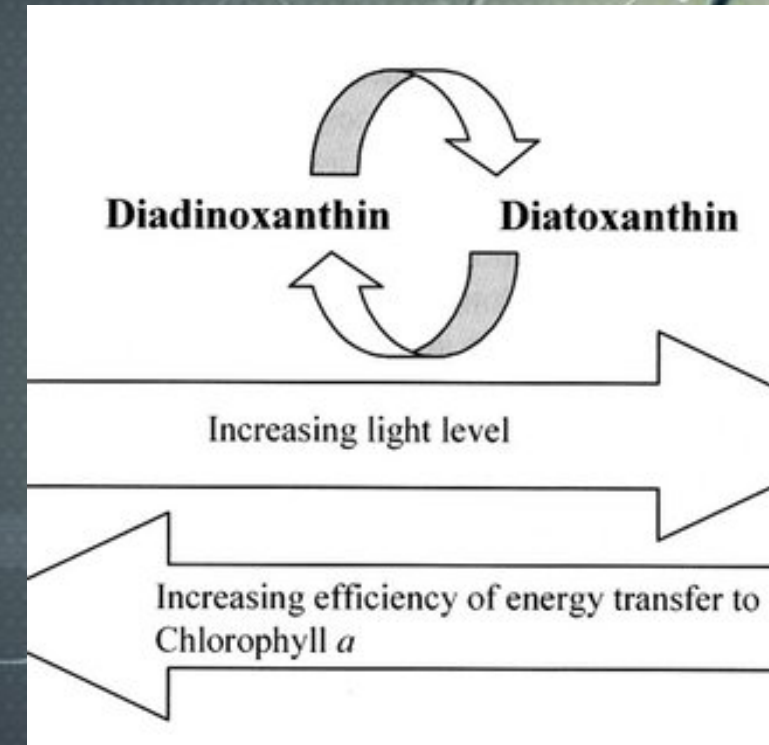 Diadinoxanthin Diatoxanthin
Increasing light level
Increasing efficiency of energy transfer to
Chlorophyll a